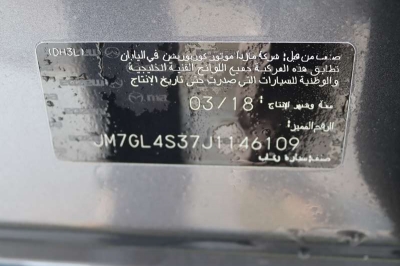 (DH3L)
صنعت من قبل: شركة مازدا موتور كوربوريشن في اليابان
تطابق هذه المركبة جميع اللوائح الفنية الخليجية
والوطنية للسيارات التي صدرت حتى تاريخ الإنتاج
سنة وشهر الإنتاج : 03/18
الرقم المميز:
JM7GL4S37J1146109